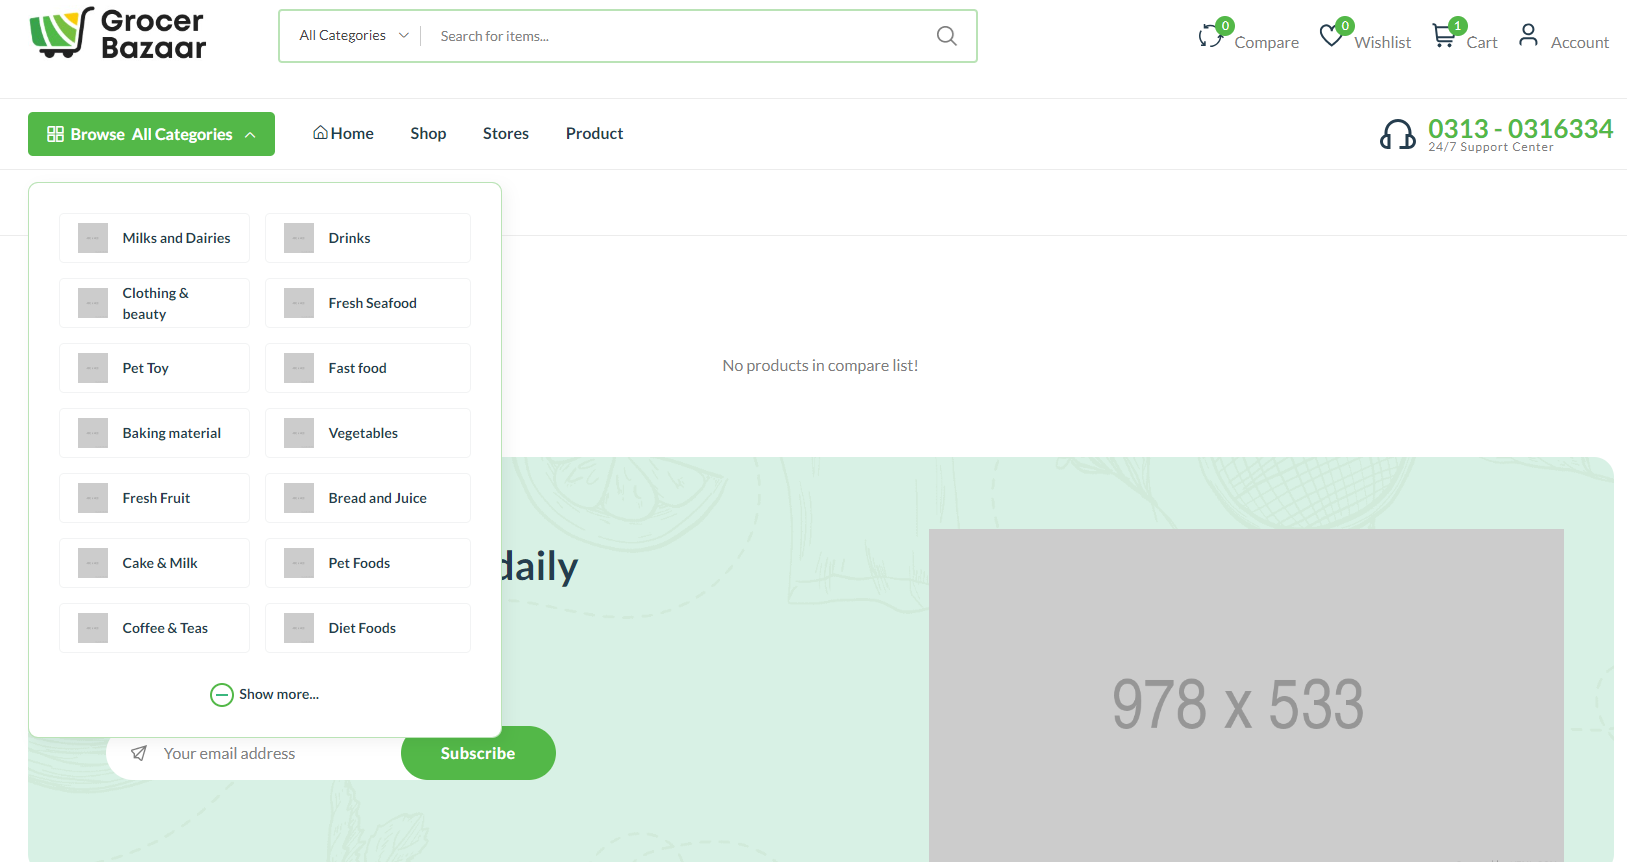 Grocer
Bazaar
All Categories
Search for items...
0
Compare
0
Wishlist
1
Cart
Account
Browse All Categories
Home
Shop
Stores
Product
0313 - 0316334
24/7 Support Center
Milks and Dairies
Drinks
Clothing &
beauty
Fresh Seafood
Pet Toy
Fast food
No products in compare list!
Baking material
Vegetables
Fresh Fruit
Bread and Juice
Cake & Milk
Pet Foods
daily
Coffee & Teas
Diet Foods
Show more...
978 x 533
Your email address
Subscribe